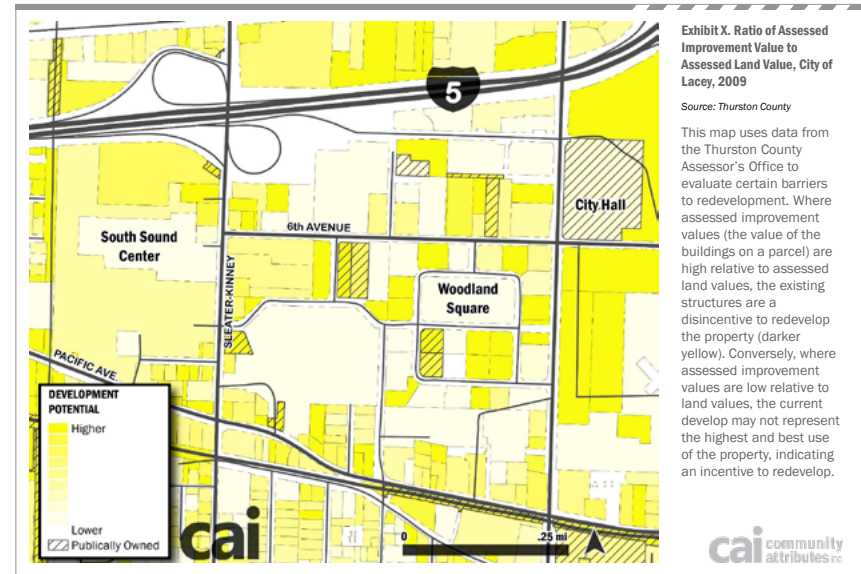 Exhibit X. Ratio of Assessed
Improvement Value to
Assessed Land Value, City of
Lacey, 2009
Source: Thurston County
This map uses data from
the Thurston County
Assessor's Office to
evaluate certain barriers
to redevelopment. Where
assessed improvement
values (the value of the
buildings on a parcel) are
high relative to assessed
land values, the existing
structures are a
disincentive to redevelop
the property (darker
yellow). Conversely, where
assessed improvement
values are low relative to
land values, the current
develop may not represent
the highest and best use
of the property, indicating
an incentive to redevelop.
5
City Hall
6th AVENUE
South Sound
Center
SLEATER-KINNEY
Woodland
Square
PACIFIC AVE.
DEVELOPMENT
POTENTIAL
Higher
Lower
Publically Owned
cai
0 .25 mi
cai community
attributes inc